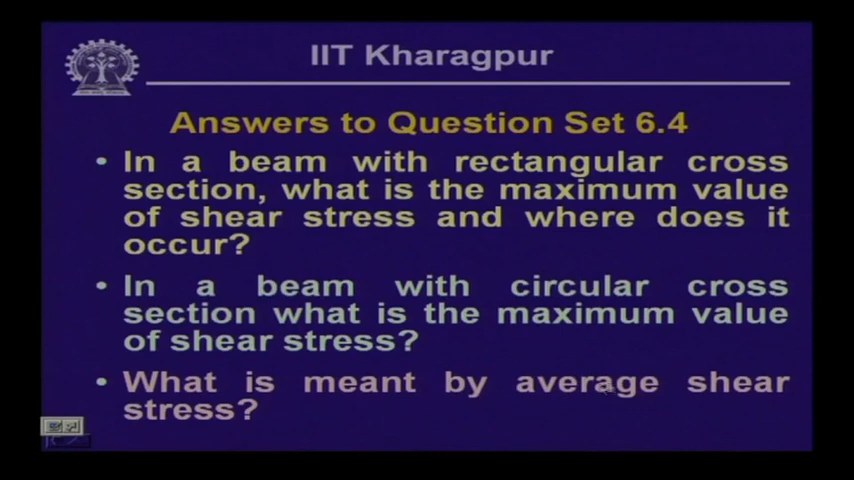 IIT Kharagpur
Answers to Question Set 6.4
• In a beam with rectangular cross
section, what is the maximum value
of shear stress and where does it
occur?
• In a beam with circular cross
section what is the maximum value
of shear stress?
• What is meant by average shear
stress?